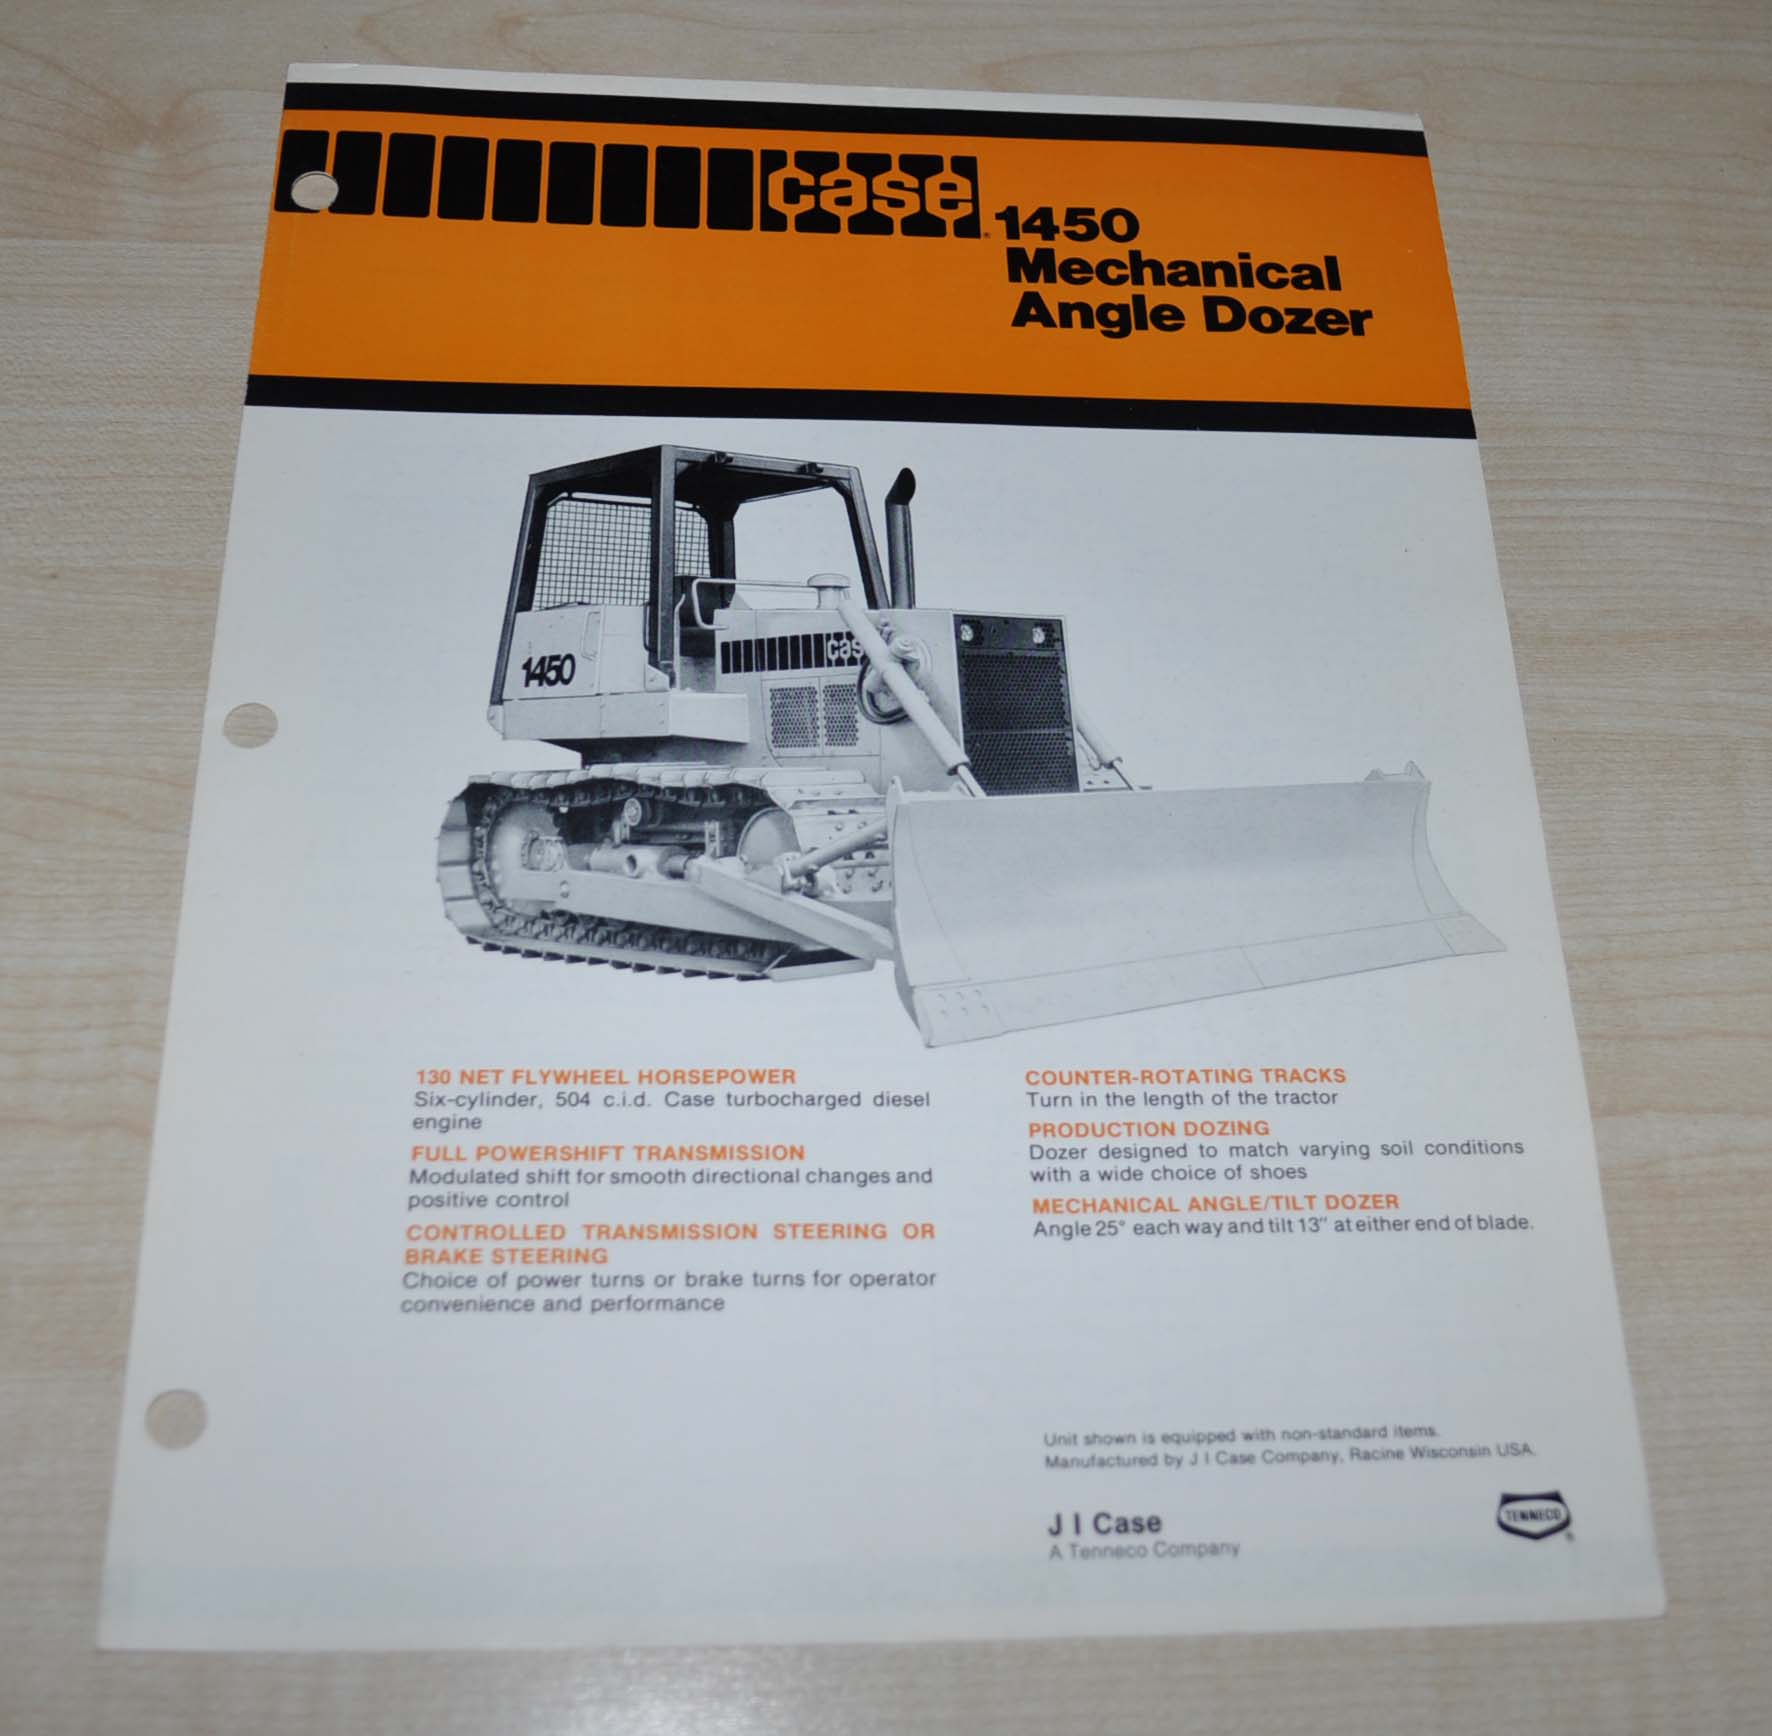 case
1450
Mechanical
Angle Dozer
1450
cas
130 NET FLYWHEEL HORSEPOWER
Six-cylinder, 504 c.i.d. Case turbocharged diesel
engine
FULL POWERSHIFT TRANSMISSION
Modulated shift for smooth directional changes and
positive control
CONTROLLED TRANSMISSION STEERING OR
BRAKE STEERING
Choice of power turns or brake turns for operator
convenience and performance
COUNTER-ROTATING TRACKS
Turn in the length of the tractor
PRODUCTION DOZING
Dozer designed to match varying soil conditions
with a wide choice of shoes
MECHANICAL ANGLE/TILT DOZER
Angle 25° each way and tilt 13" at either end of blade.
Unit shown is equipped with non-standard items.
Manufactured by J I Case Company, Racine Wisconsin USA.
J I Case
A Tenneco Company
TENNECO
®